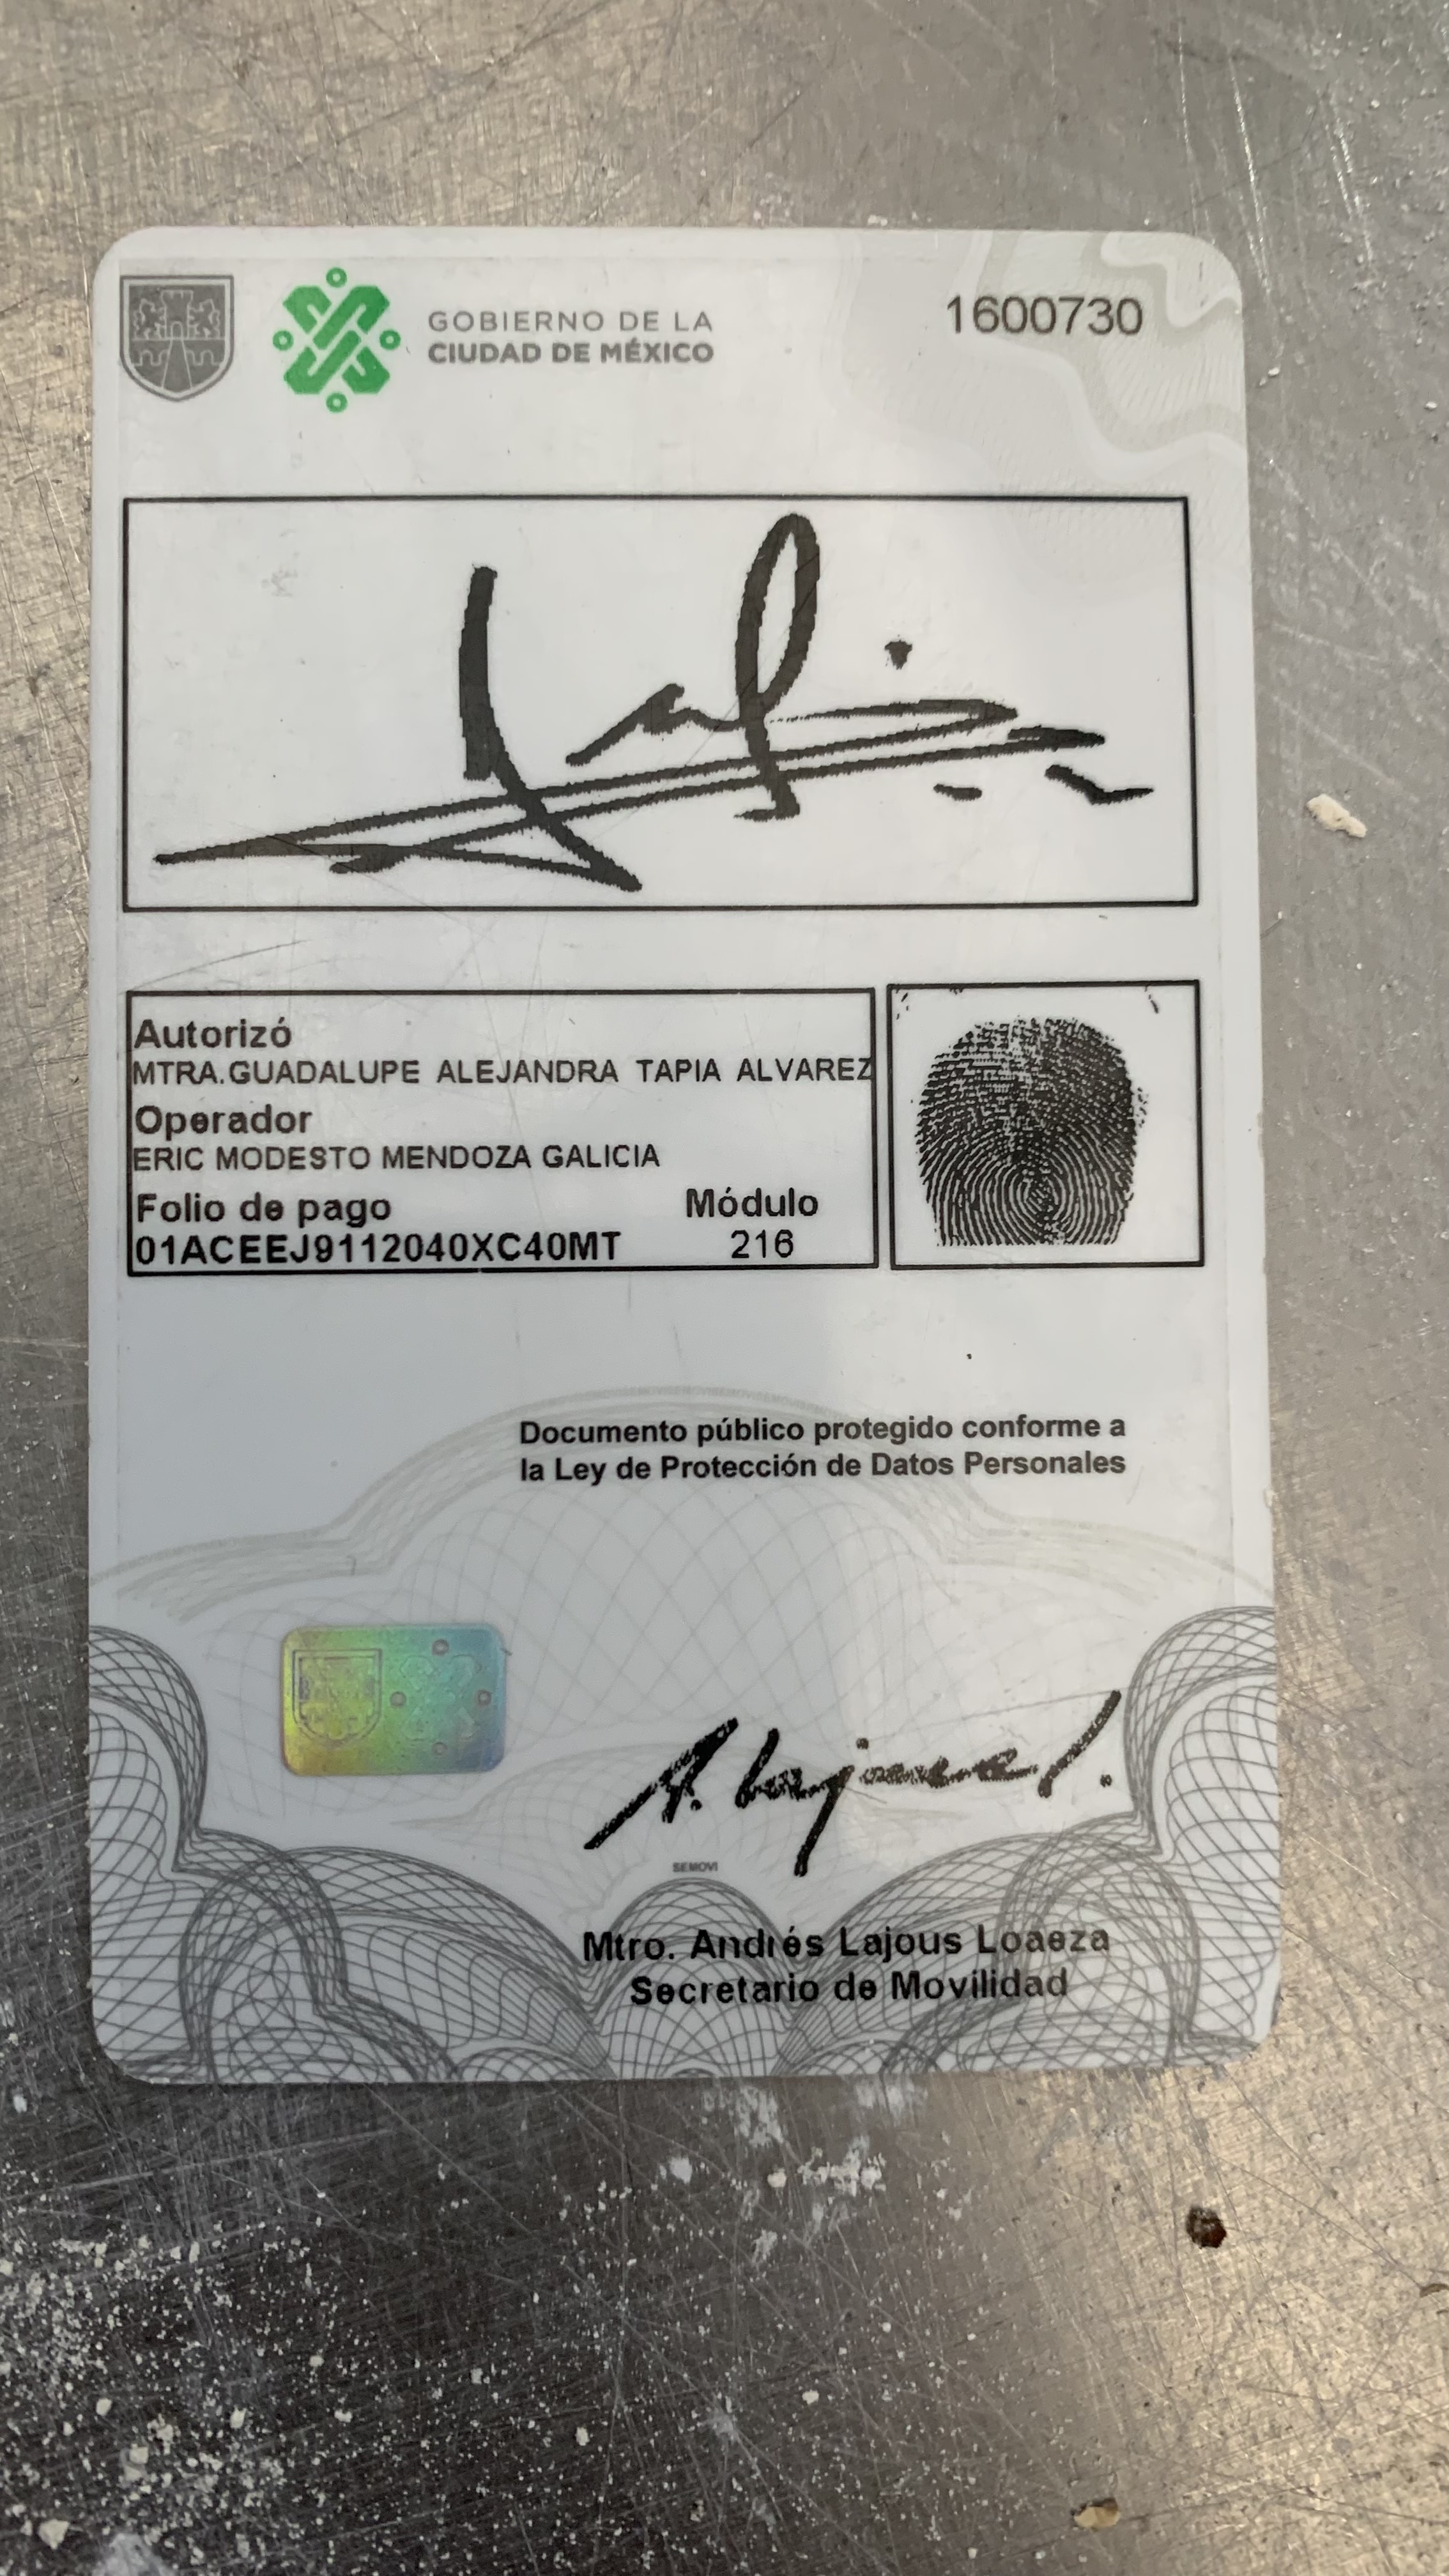 GOBIERNO DE LA
CIUDAD DE MÉXICO
1600730
Autorizó
MTRA.GUADALUPE ALEJANDRA TAPIA ALVAREZ
Operador
ERIC MODESTO MENDOZA GALICIA
Folio de pago Módulo
01ACEEJ9112040XC40MT 216
Documento público protegido conforme a
la Ley de Protección de Datos Personales
A. Lajous L.
SEMOVI
Mtro. Andrés Lajous Loaeza
Secretario de Movilidad